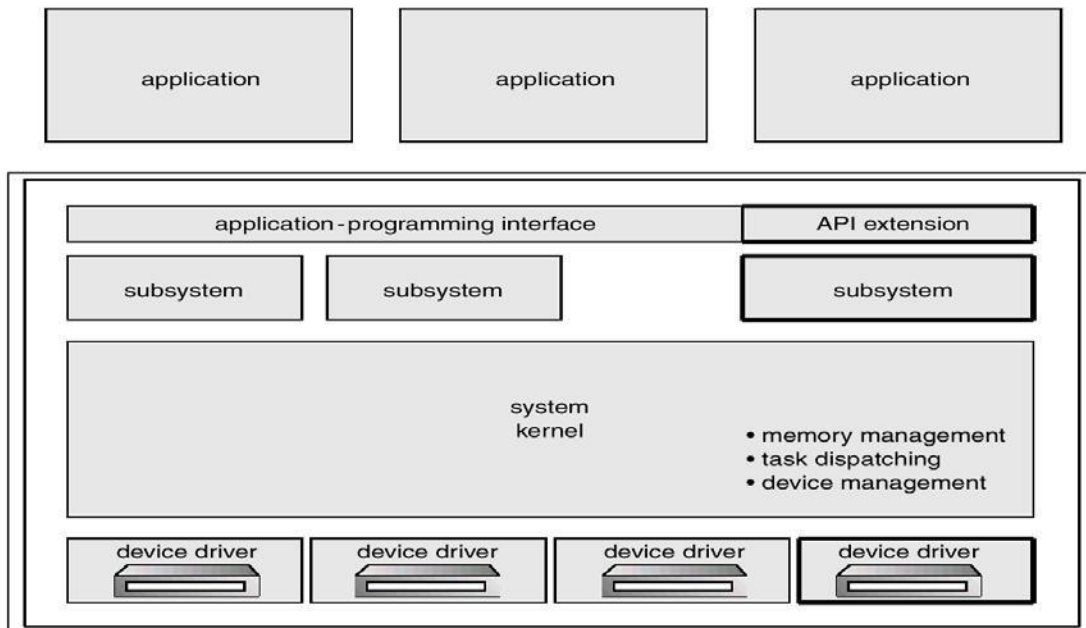 application
application
application
application-programming interface
API extension
subsystem
subsystem
subsystem
system
kernel
• memory management
• task dispatching
• device management
device driver
device driver
device driver
device driver